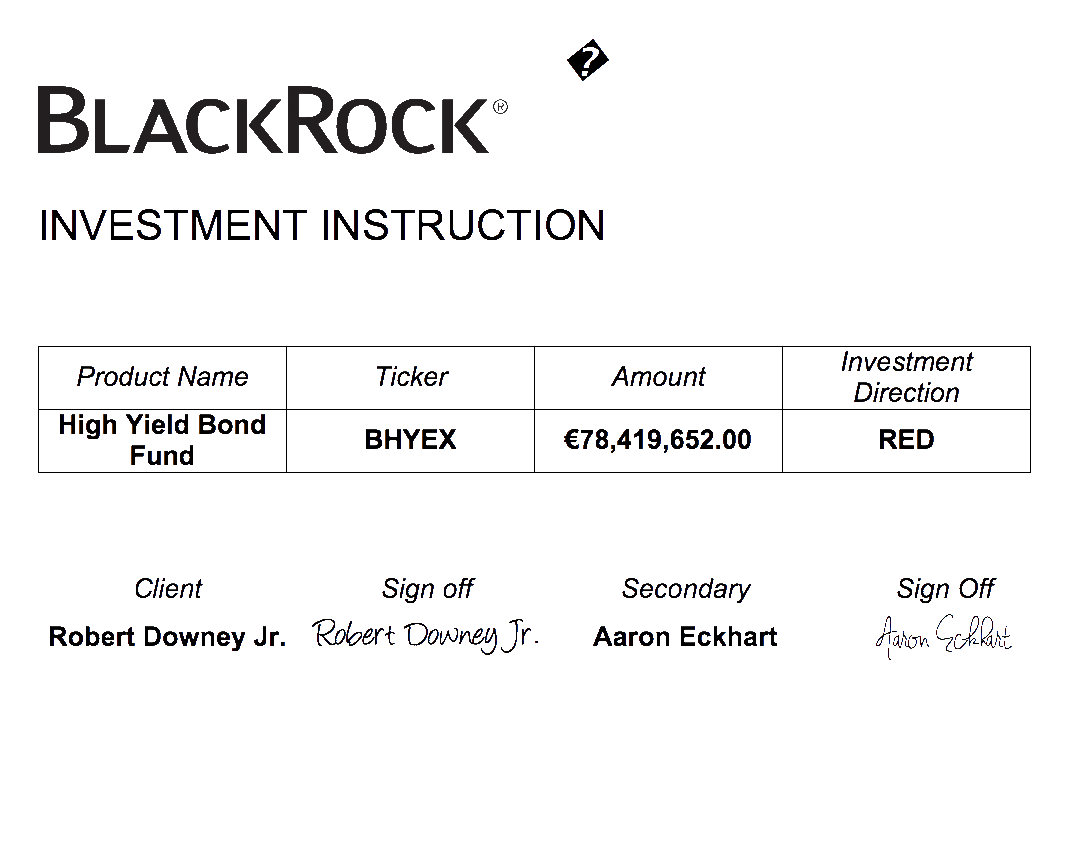 �
BLACKROCK®
INVESTMENT INSTRUCTION
Product Name Ticker Amount Investment Direction
High Yield Bond Fund BHYEX €78,419,652.00 RED
Client Sign off Secondary Sign Off
Robert Downey Jr. Robert Downey Jr. Aaron Eckhart Aaron Eckhart